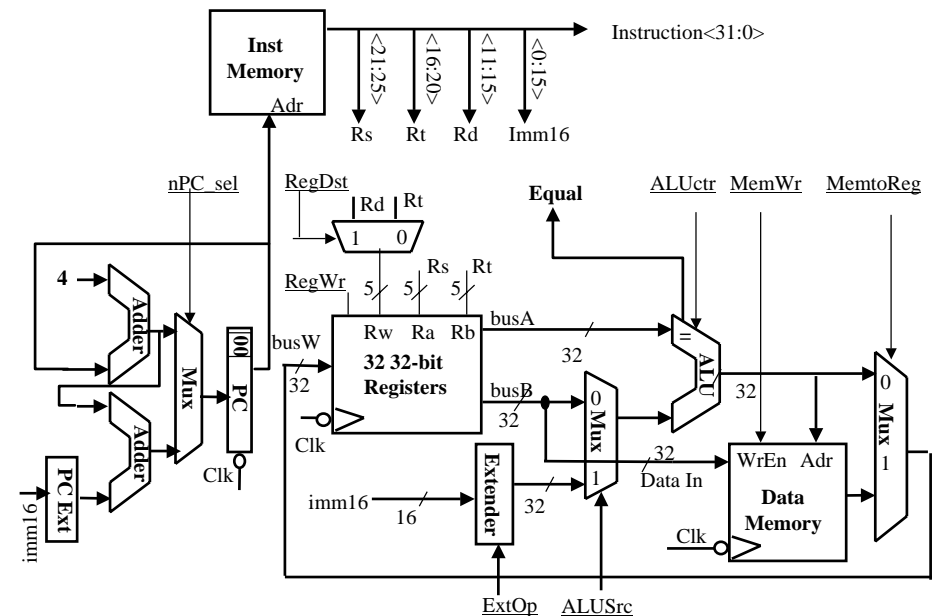 Inst
Memory
Adr
Instruction<31:0>
<21:25>
<16:20>
<11:15>
<0:15>
Rs
Rt
Rd
Imm16
nPC_sel
RegDst
Rd
Rt
1
0
Equal
ALUctr
MemWr
MemtoReg
4
Adder
Mux
00
PC
Clk
Adder
PC Ext
imm16
RegWr
5
5
5
Rs
Rt
busW
32
Rw
Ra
Rb
32 32-bit
Registers
Clk
busA
32
busB
32
0
Mux
1
=
ALU
32
imm16
16
Extender
32
32
Data In
WrEn
Adr
Data
Memory
Clk
0
Mux
1
ExtOp
ALUSrc